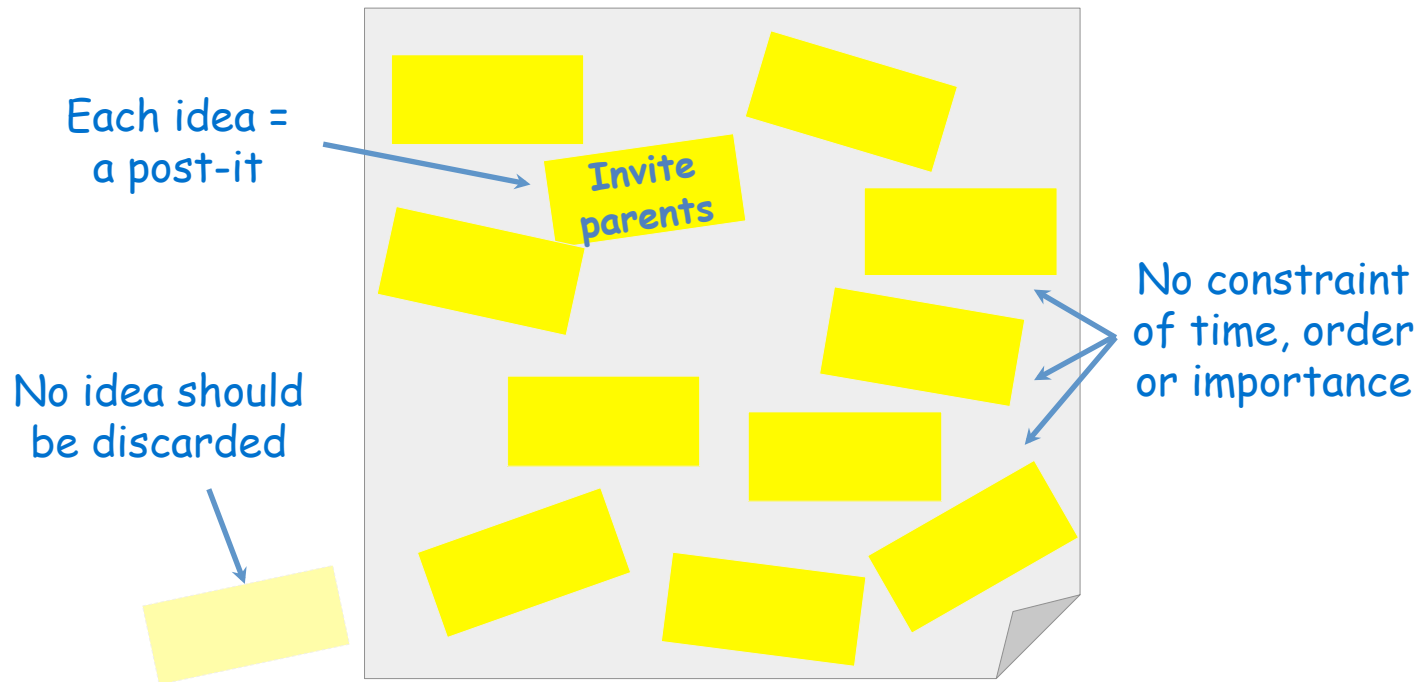 Each idea =
a post-it
Invite
parents
No constraint
of time, order
or importance
No idea should
be discarded